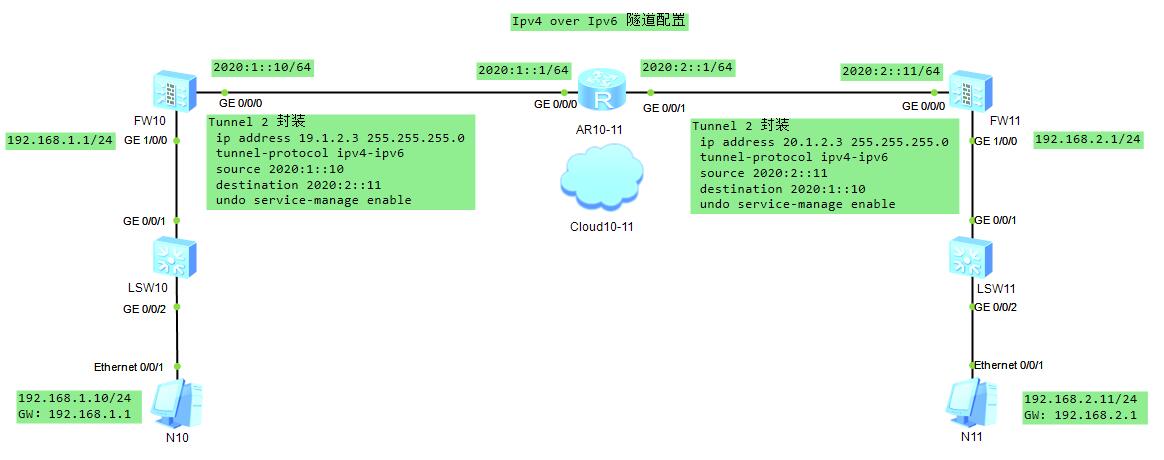 Ipv4 over Ipv6 隧道配置
2020:1::10/64
2020:1::1/64
2020:2::1/64
2020:2::11/64
GE 0/0/0
GE 0/0/0
GE 0/0/1
GE 0/0/0
R
FW10
AR10-11
FW11
192.168.1.1/24
GE 1/0/0
GE 1/0/0
192.168.2.1/24
Tunnel 2 封装
ip address 19.1.2.3 255.255.255.0
tunnel-protocol ipv4-ipv6
source 2020:1::10
destination 2020:2::11
undo service-manage enable
Tunnel 2 封装
ip address 20.1.2.3 255.255.255.0
tunnel-protocol ipv4-ipv6
source 2020:2::11
destination 2020:1::10
undo service-manage enable
Cloud10-11
GE 0/0/1
GE 0/0/1
LSW10
LSW11
GE 0/0/2
GE 0/0/2
Ethernet 0/0/1
Ethernet 0/0/1
192.168.1.10/24
GW: 192.168.1.1
N10
192.168.2.11/24
GW: 192.168.2.1
N11